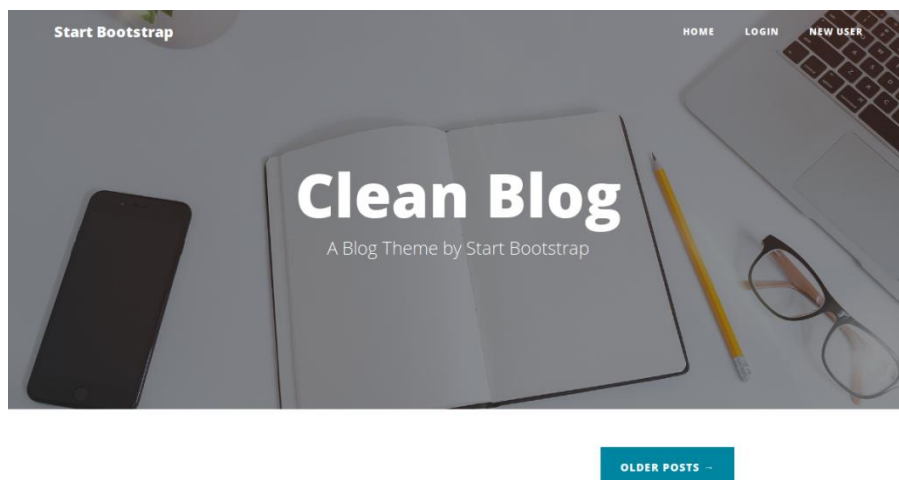 Start Bootstrap
HOME LOGIN NEW USER
Clean Blog
A Blog Theme by Start Bootstrap
OLDER POSTS →